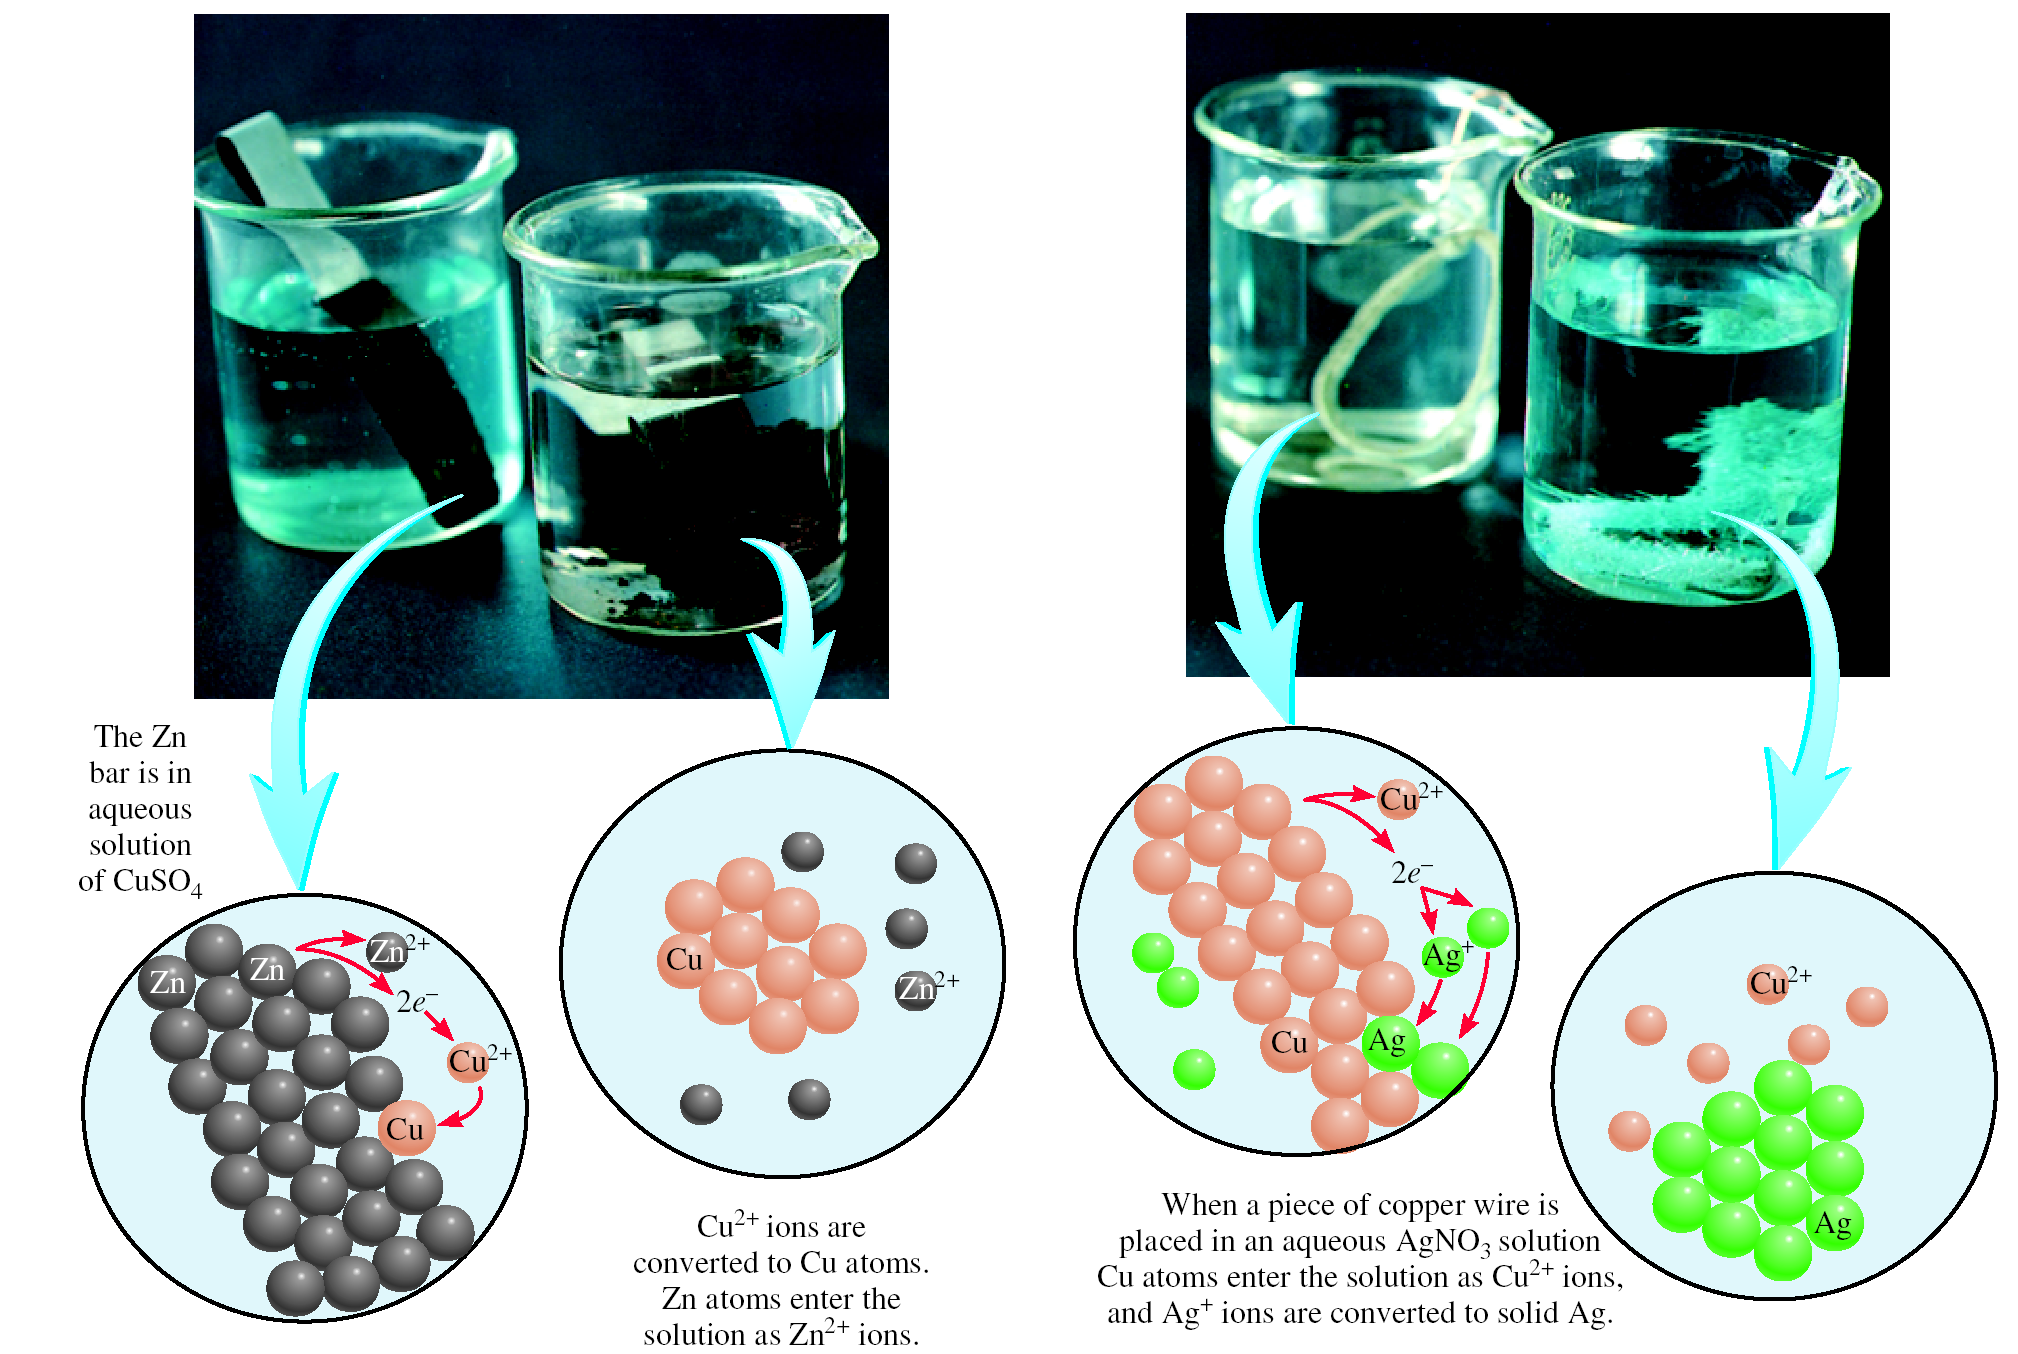 The Zn
bar is in
aqueous
solution
of CuSO₄
Zn
Zn
Zn²⁺
2e⁻
Cu²⁺
Cu
Cu
Zn²⁺
Cu²⁺ ions are
converted to Cu atoms.
Zn atoms enter the
solution as Zn²⁺ ions.
Cu²⁺
2e⁻
Ag⁺
Cu
Ag
When a piece of copper wire is
placed in an aqueous AgNO₃ solution
Cu atoms enter the solution as Cu²⁺ ions,
and Ag⁺ ions are converted to solid Ag.
Cu²⁺
Ag